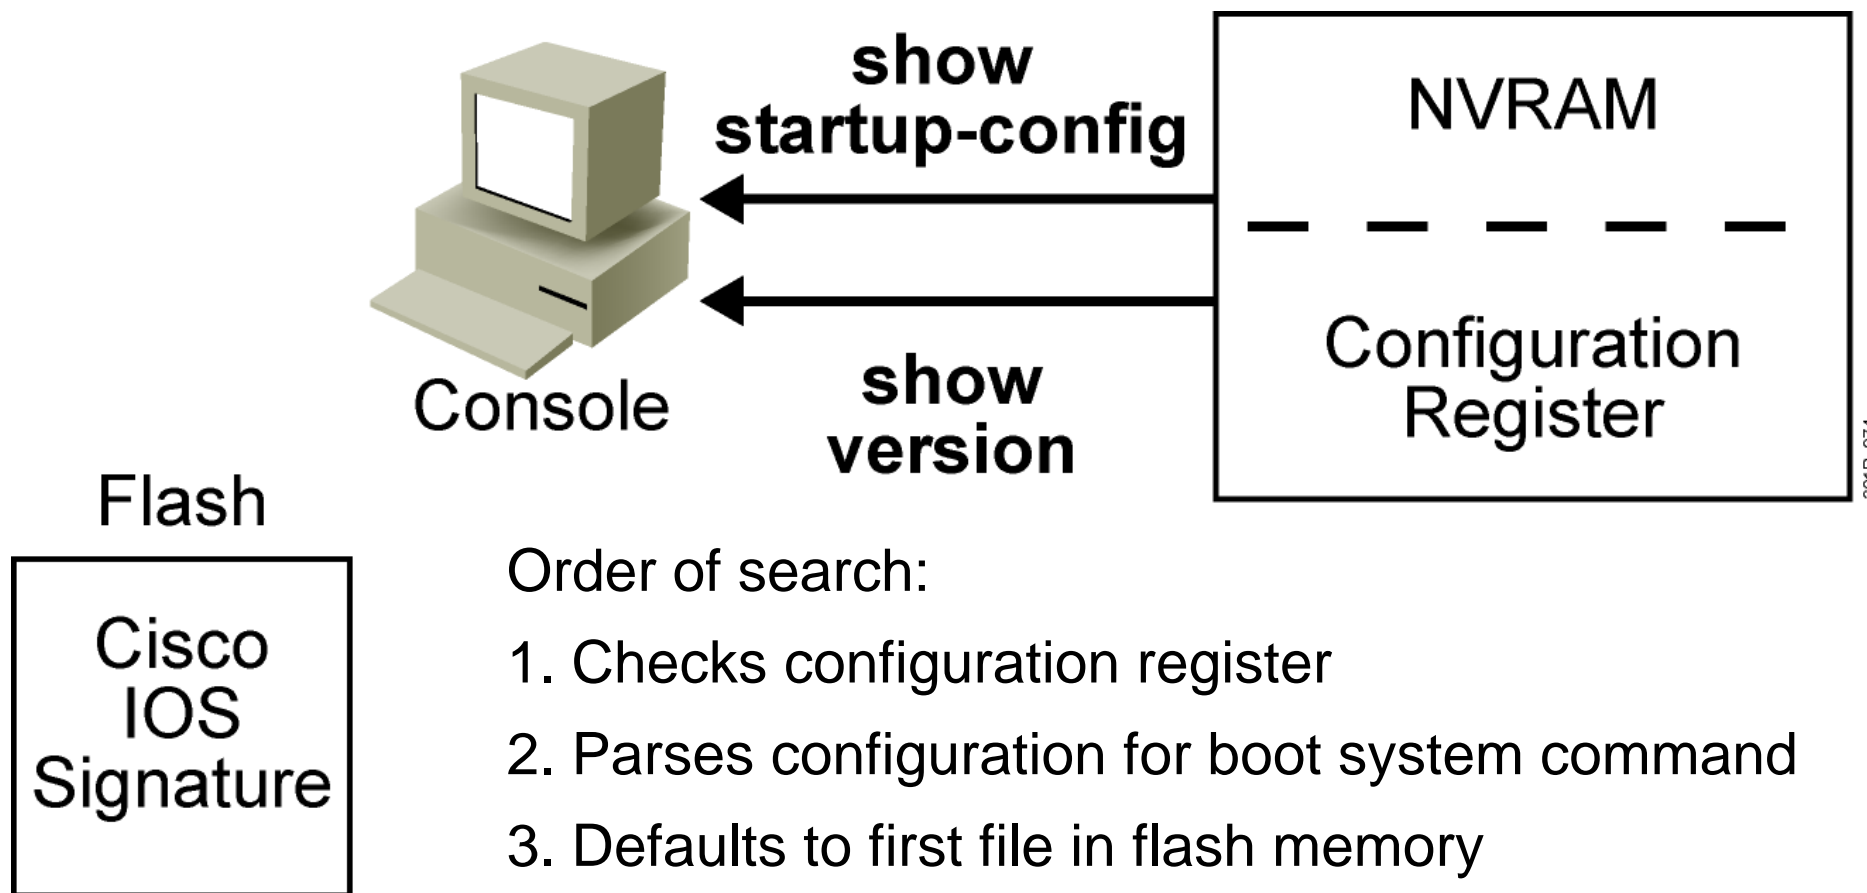 show
startup-config
NVRAM
Configuration
Register
Console
show
version
Flash
Cisco
IOS
Signature
Order of search:
1. Checks configuration register
2. Parses configuration for boot system command
3. Defaults to first file in flash memory